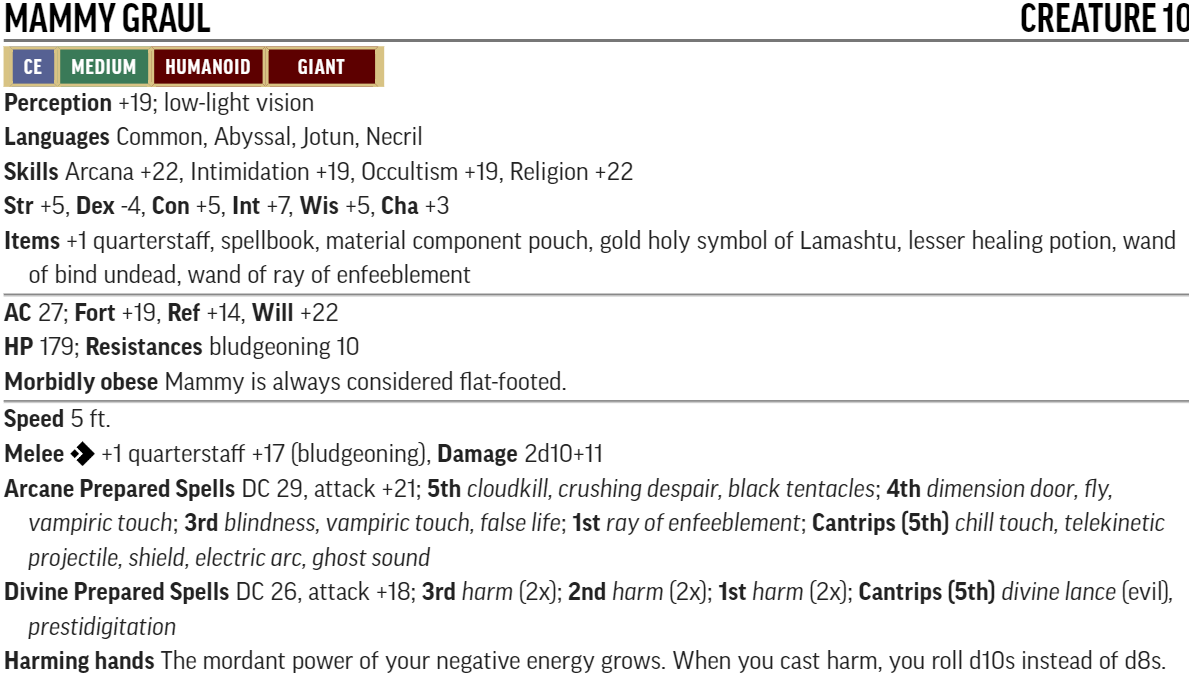 MAMMY GRAUL CREATURE 10
CE MEDIUM HUMANOID GIANT
Perception +19; low-light vision
Languages Common, Abyssal, Jotun, Necril
Skills Arcana +22, Intimidation +19, Occultism +19, Religion +22
Str +5, Dex -4, Con +5, Int +7, Wis +5, Cha +3
Items +1 quarterstaff, spellbook, material component pouch, gold holy symbol of Lamashtu, lesser healing potion, wand
of bind undead, wand of ray of enfeeblement
AC 27; Fort +19, Ref +14, Will +22
HP 179; Resistances bludgeoning 10
Morbidly obese Mammy is always considered flat-footed.
Speed 5 ft.
Melee +1 quarterstaff +17 (bludgeoning), Damage 2d10+11
Arcane Prepared Spells DC 29, attack +21; 5th cloudkill, crushing despair, black tentacles; 4th dimension door, fly,
vampiric touch; 3rd blindness, vampiric touch, false life; 1st ray of enfeeblement; Cantrips (5th) chill touch, telekinetic
projectile, shield, electric arc, ghost sound
Divine Prepared Spells DC 26, attack +18; 3rd harm (2x); 2nd harm (2x); 1st harm (2x); Cantrips (5th) divine lance (evil),
prestidigitation
Harming hands The mordant power of your negative energy grows. When you cast harm, you roll d10s instead of d8s.